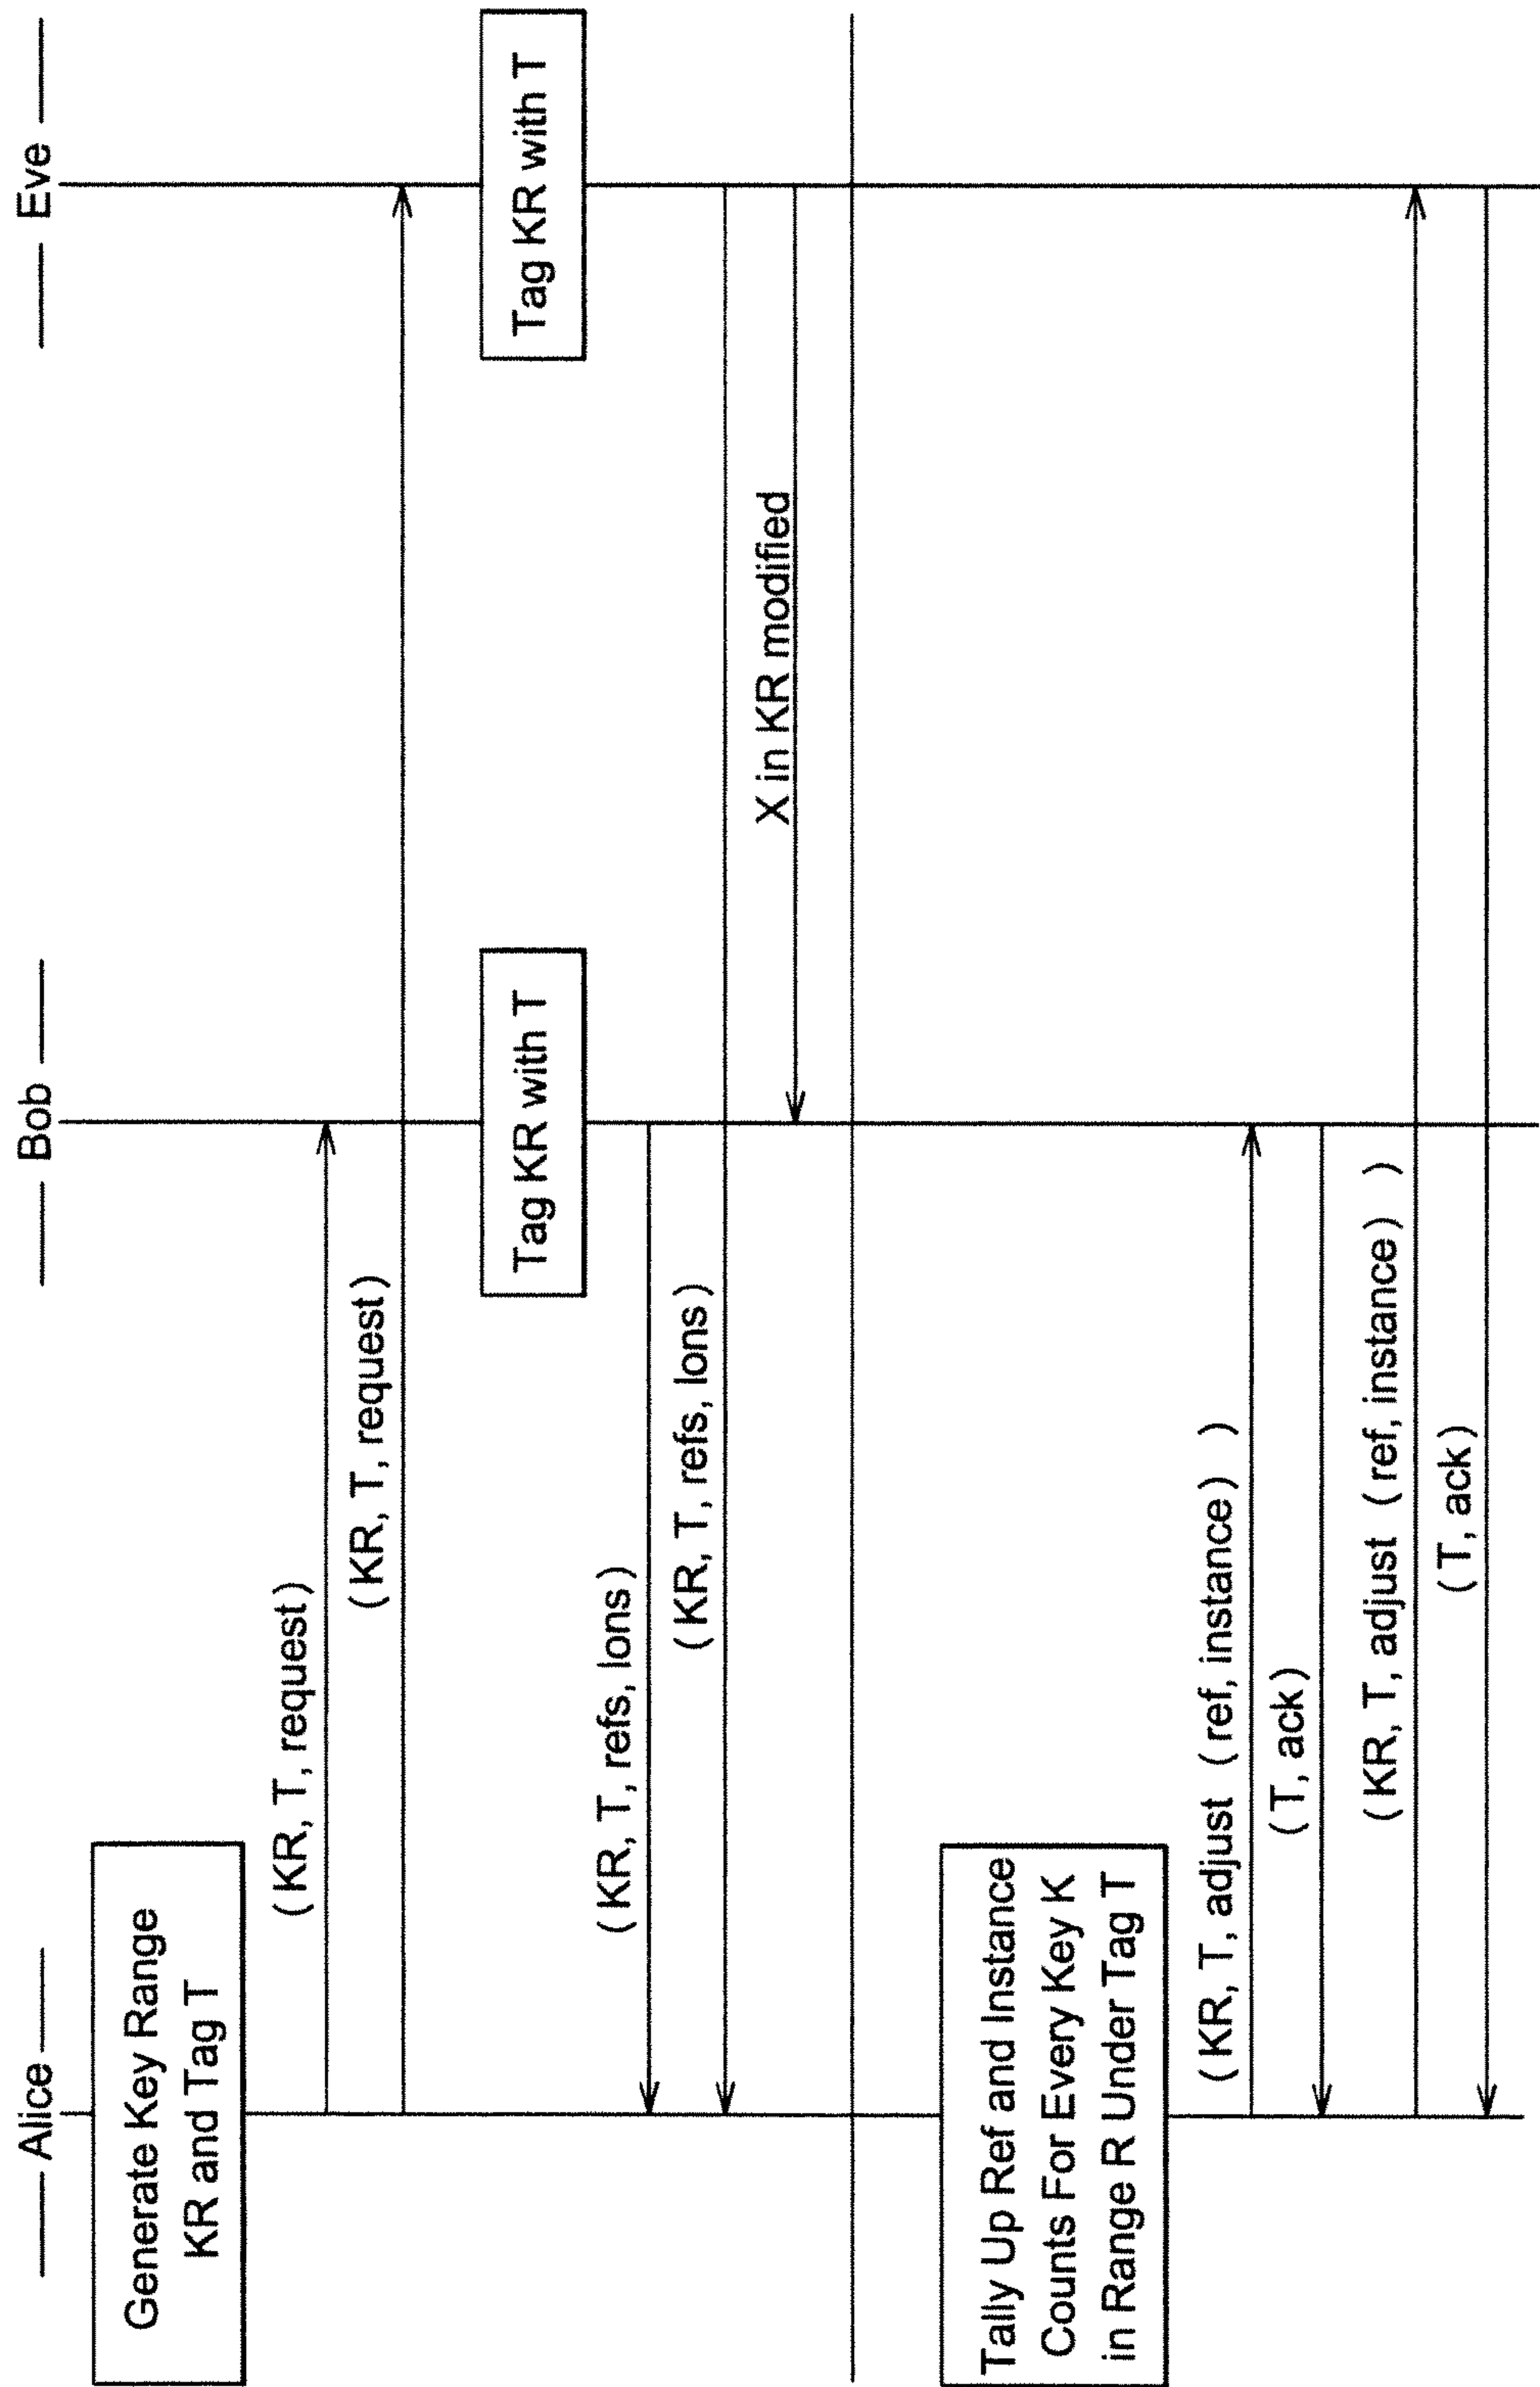 Alice
Bob
Eve
Generate Key Range
KR and Tag T
( KR, T, request )
( KR, T, request )
Tag KR with T
Tag KR with T
( KR, T, refs, Ions )
( KR, T, refs, Ions )
X in KR modified
Tally Up Ref and Instance
Counts For Every Key K
in Range R Under Tag T
( KR, T, adjust ( ref, instance ) )
( T, ack )
( KR, T, adjust ( ref, instance ) )
( T, ack )